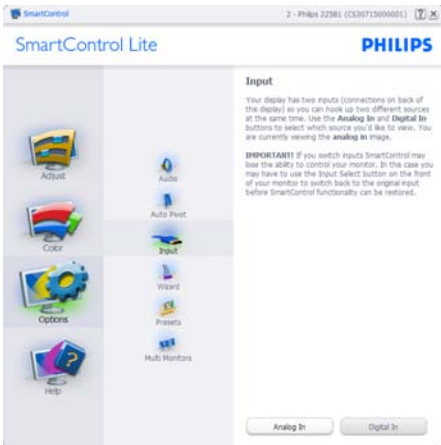 SmartControl
2 - Philips 225B1 (CS30715000001)
SmartControl Lite
PHILIPS
Adjust
Color
Options
Help
Audio
Auto Pivot
Input
Wizard
Presets
Multi Monitors
Input
Your display has two inputs (connections on back of
the display) so you can hook up two different sources
at the same time. Use the Analog In and Digital In
buttons to select which source you'd like to view. You
are currently viewing the analog in image.
IMPORTANT! If you switch inputs SmartControl may
lose the ability to control your monitor. In this case you
may have to use the Input Select button on the front
of your monitor to switch back to the original input
before SmartControl functionality can be restored.
Analog In
Digital In